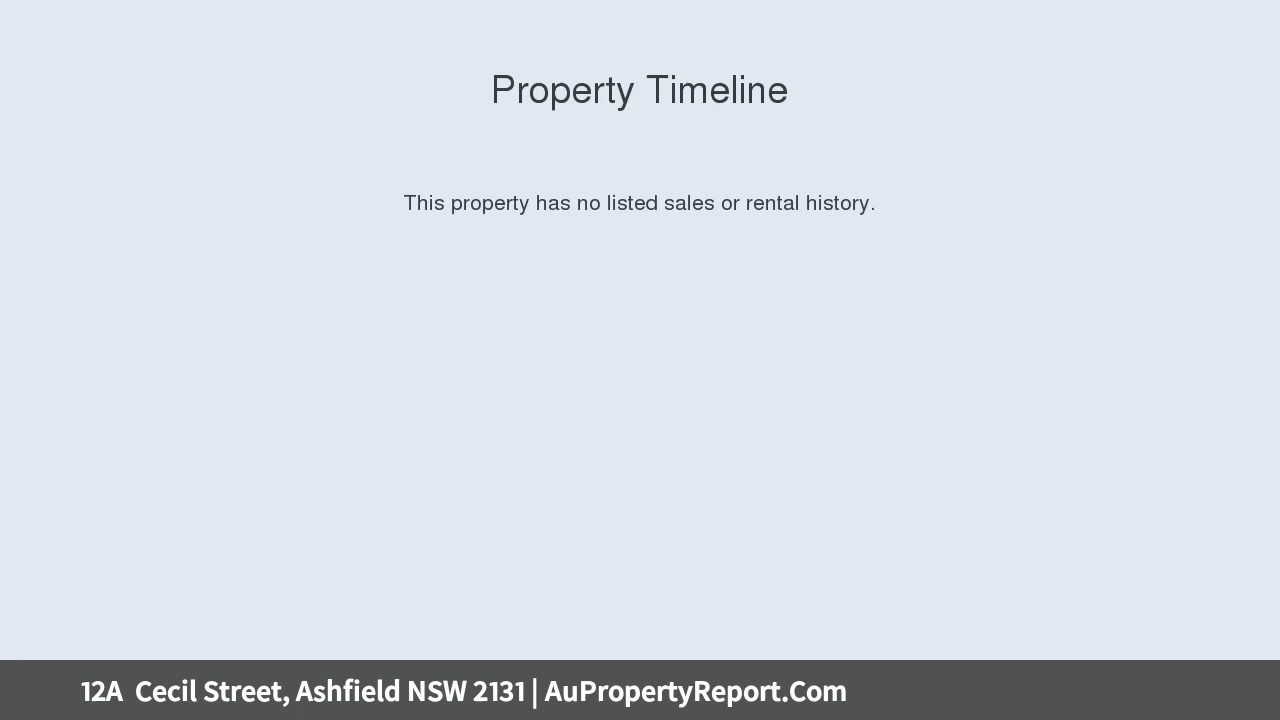 Property Timeline
This property has no listed sales or rental history.
12A Cecil Street, Ashfield NSW 2131 | AuPropertyReport.Com